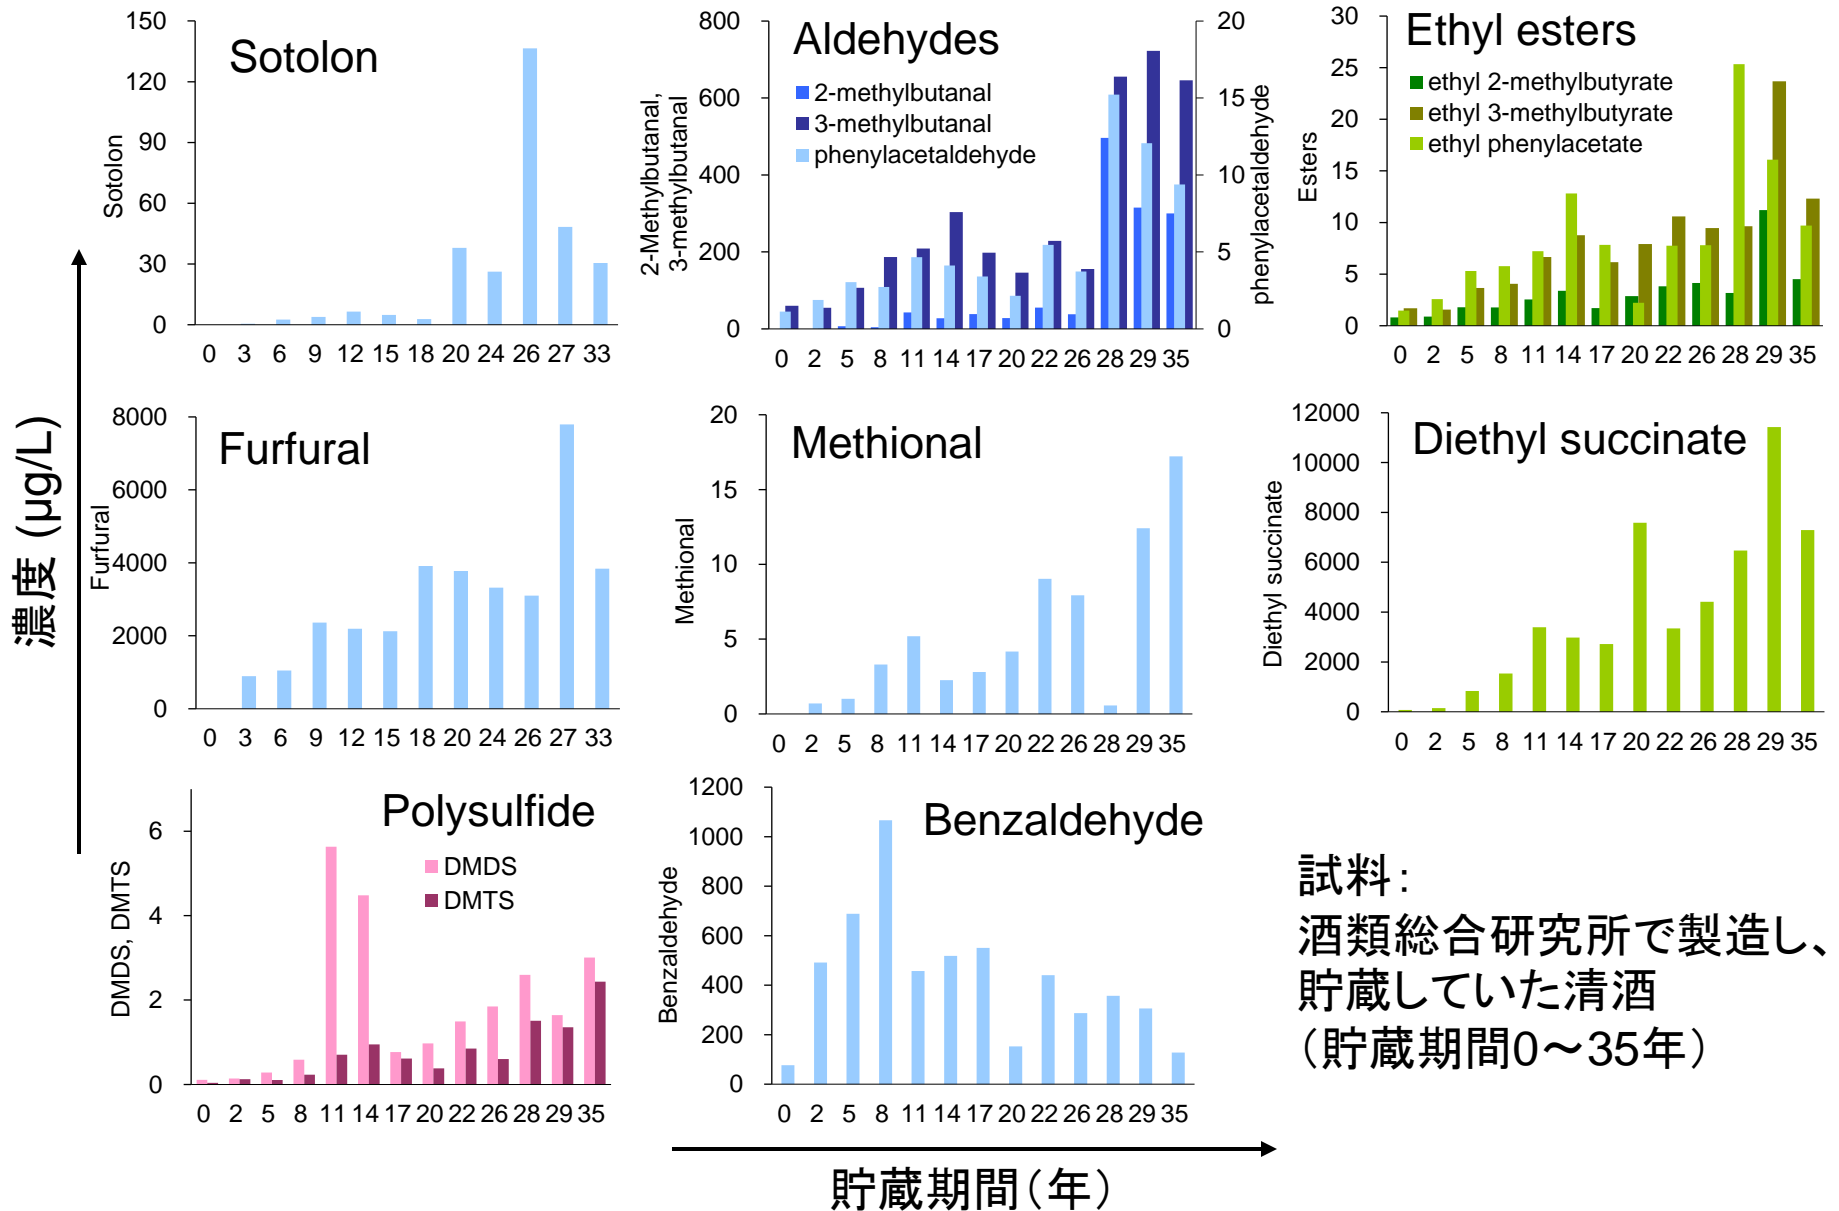 Sotolon
Sotolon
150
120
90
60
30
0
0 3 6 9 12 15 18 20 24 26 27 33
Aldehydes
2-methylbutanal
3-methylbutanal
phenylacetaldehyde
2-Methylbutanal,
3-methylbutanal
800
600
400
200
0
phenylacetaldehyde
20
15
10
5
0
0 2 5 8 11 14 17 20 22 26 28 29 35
Ethyl esters
ethyl 2-methylbutyrate
ethyl 3-methylbutyrate
ethyl phenylacetate
Esters
30
25
20
15
10
5
0
0 2 5 8 11 14 17 20 22 26 28 29 35
濃度 (µg/L)
Furfural
Furfural
8000
6000
4000
2000
0
0 3 6 9 12 15 18 20 24 26 27 33
Methional
Methional
20
15
10
5
0
0 2 5 8 11 14 17 20 22 26 28 29 35
Diethyl succinate
Diethyl succinate
12000
10000
8000
6000
4000
2000
0
0 2 5 8 11 14 17 20 22 26 28 29 35
Polysulfide
DMDS
DMTS
DMDS, DMTS
6
4
2
0
0 2 5 8 11 14 17 20 22 26 28 29 35
Benzaldehyde
Benzaldehyde
1200
1000
800
600
400
200
0
0 2 5 8 11 14 17 20 22 26 28 29 35
試料：
酒類総合研究所で製造し、
貯蔵していた清酒
（貯蔵期間0～35年）
貯蔵期間（年）